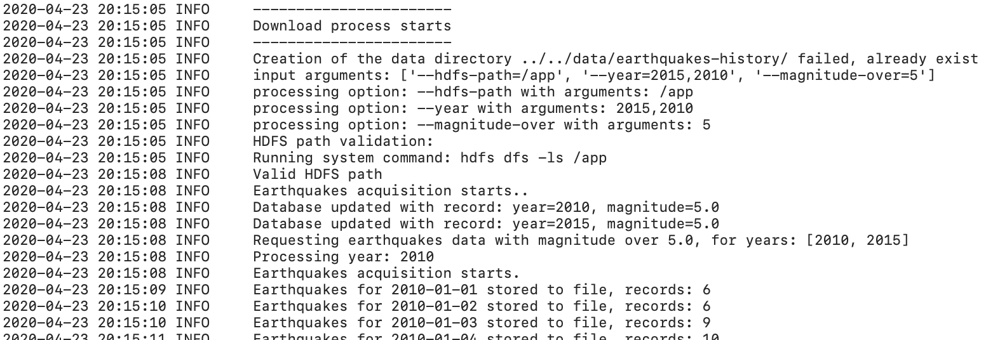 2020-04-23 20:15:05 INFO     -----------------------
2020-04-23 20:15:05 INFO     Download process starts
2020-04-23 20:15:05 INFO     -----------------------
2020-04-23 20:15:05 INFO     Creation of the data directory ../../data/earthquakes-history/ failed, already exist
2020-04-23 20:15:05 INFO     input arguments: ['--hdfs-path=/app', '--year=2015,2010', '--magnitude-over=5']
2020-04-23 20:15:05 INFO     processing option: --hdfs-path with arguments: /app
2020-04-23 20:15:05 INFO     processing option: --year with arguments: 2015,2010
2020-04-23 20:15:05 INFO     processing option: --magnitude-over with arguments: 5
2020-04-23 20:15:05 INFO     HDFS path validation:
2020-04-23 20:15:05 INFO     Running system command: hdfs dfs -ls /app
2020-04-23 20:15:08 INFO     Valid HDFS path
2020-04-23 20:15:08 INFO     Earthquakes acquisition starts..
2020-04-23 20:15:08 INFO     Database updated with record: year=2010, magnitude=5.0
2020-04-23 20:15:08 INFO     Database updated with record: year=2015, magnitude=5.0
2020-04-23 20:15:08 INFO     Requesting earthquakes data with magnitude over 5.0, for years: [2010, 2015]
2020-04-23 20:15:08 INFO     Processing year: 2010
2020-04-23 20:15:08 INFO     Earthquakes acquisition starts.
2020-04-23 20:15:09 INFO     Earthquakes for 2010-01-01 stored to file, records: 6
2020-04-23 20:15:10 INFO     Earthquakes for 2010-01-02 stored to file, records: 6
2020-04-23 20:15:10 INFO     Earthquakes for 2010-01-03 stored to file, records: 9
2020-04-23 20:15:11 INFO     Earthquakes for 2010-01-04 stored to file, records: 10